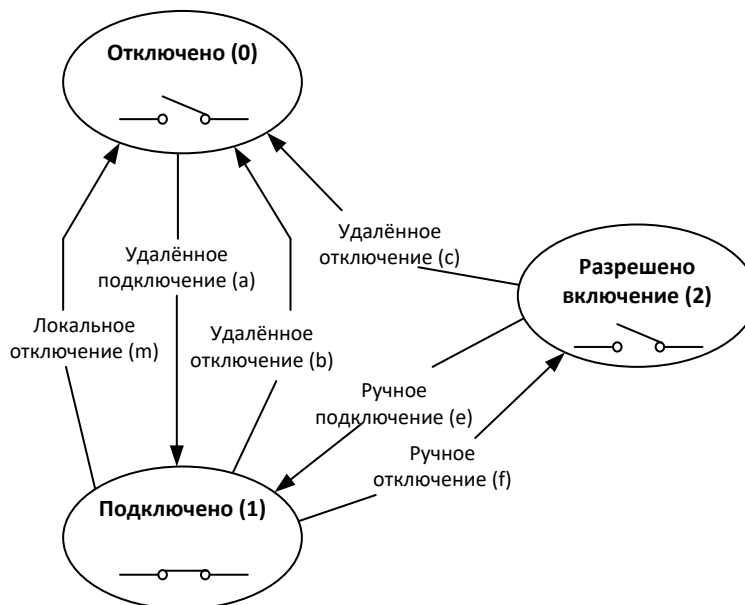 Отключено (0)
Удалённое
подключение (a)
Удалённое
отключение (c)
Разрешено
включение (2)
Локальное
отключение (m)
Удалённое
отключение (b)
Ручное
подключение (e)
Ручное
отключение (f)
Подключено (1)